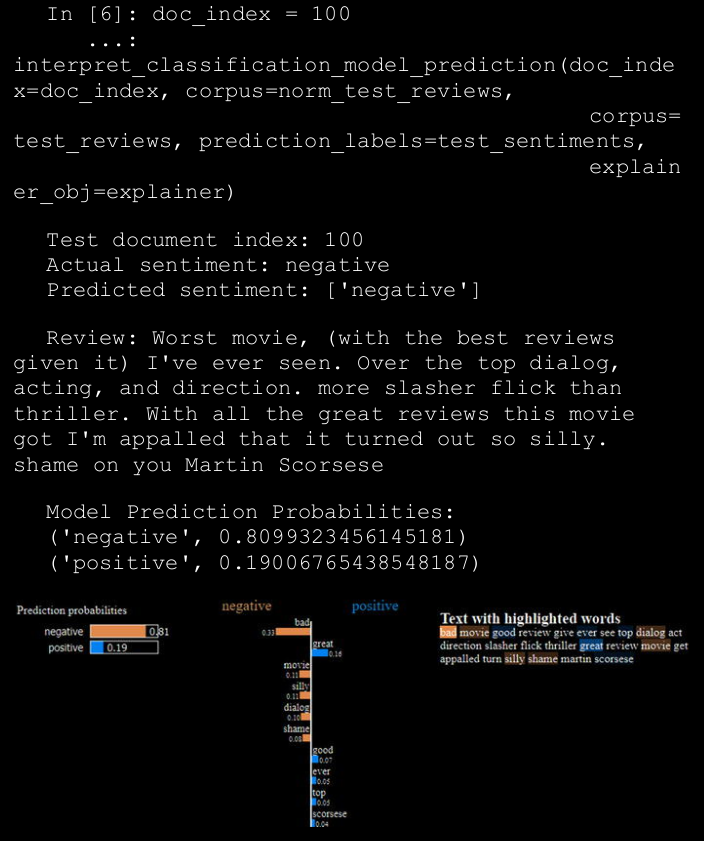 In [6]: doc_index = 100
...:
interpret_classification_model_prediction(doc_inde
x=doc_index, corpus=norm_test_reviews,
corpus=
test_reviews, prediction_labels=test_sentiments,
explain
er_obj=explainer)
Test document index: 100
Actual sentiment: negative
Predicted sentiment: ['negative']
Review: Worst movie, (with the best reviews
given it) I've ever seen. Over the top dialog,
acting, and direction. more slasher flick than
thriller. With all the great reviews this movie
got I'm appalled that it turned out so silly.
shame on you Martin Scorsese
Model Prediction Probabilities:
('negative', 0.8099323456145181)
('positive', 0.19006765438548187)
Prediction probabilities
negative 0.81
positive 0.19
negative positive
bad
0.33
great
0.16
movie
0.11
silly
0.11
dialog
0.10
shame
0.08
good
0.07
ever
0.05
top
0.05
scorsese
0.04
Text with highlighted words
bad movie good review give ever see top dialog act
direction slasher flick thriller great review movie get
appalled turn silly shame martin scorsese